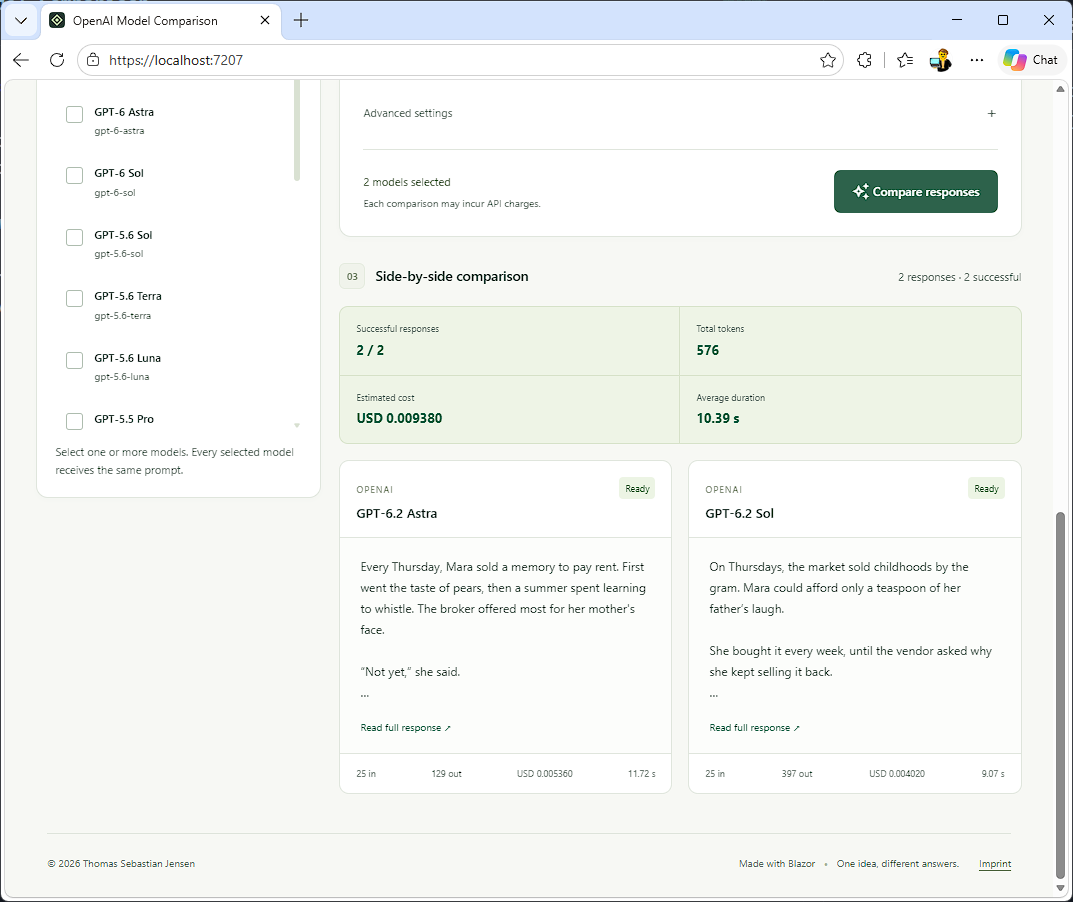 OpenAI Model Comparison
https://localhost:7207
Chat
GPT-6 Astra
gpt-6-astra
GPT-6 Sol
gpt-6-sol
GPT-5.6 Sol
gpt-5.6-sol
GPT-5.6 Terra
gpt-5.6-terra
GPT-5.6 Luna
gpt-5.6-luna
GPT-5.5 Pro
Select one or more models. Every selected model
receives the same prompt.
Advanced settings +
2 models selected
Each comparison may incur API charges.
Compare responses
03 Side-by-side comparison
2 responses · 2 successful
Successful responses
2 / 2
Total tokens
576
Estimated cost
USD 0.009380
Average duration
10.39 s
OPENAI
Ready
GPT-6.2 Astra
Every Thursday, Mara sold a memory to pay rent. First
went the taste of pears, then a summer spent learning
to whistle. The broker offered most for her mother's
face.
“Not yet,” she said.
...
Read full response ↗
25 in 129 out USD 0.005360 11.72 s
OPENAI
Ready
GPT-6.2 Sol
On Thursdays, the market sold childhoods by the
gram. Mara could afford only a teaspoon of her
father’s laugh.
She bought it every week, until the vendor asked why
she kept selling it back.
...
Read full response ↗
25 in 397 out USD 0.004020 9.07 s
© 2026 Thomas Sebastian Jensen
Made with Blazor • One idea, different answers. Imprint